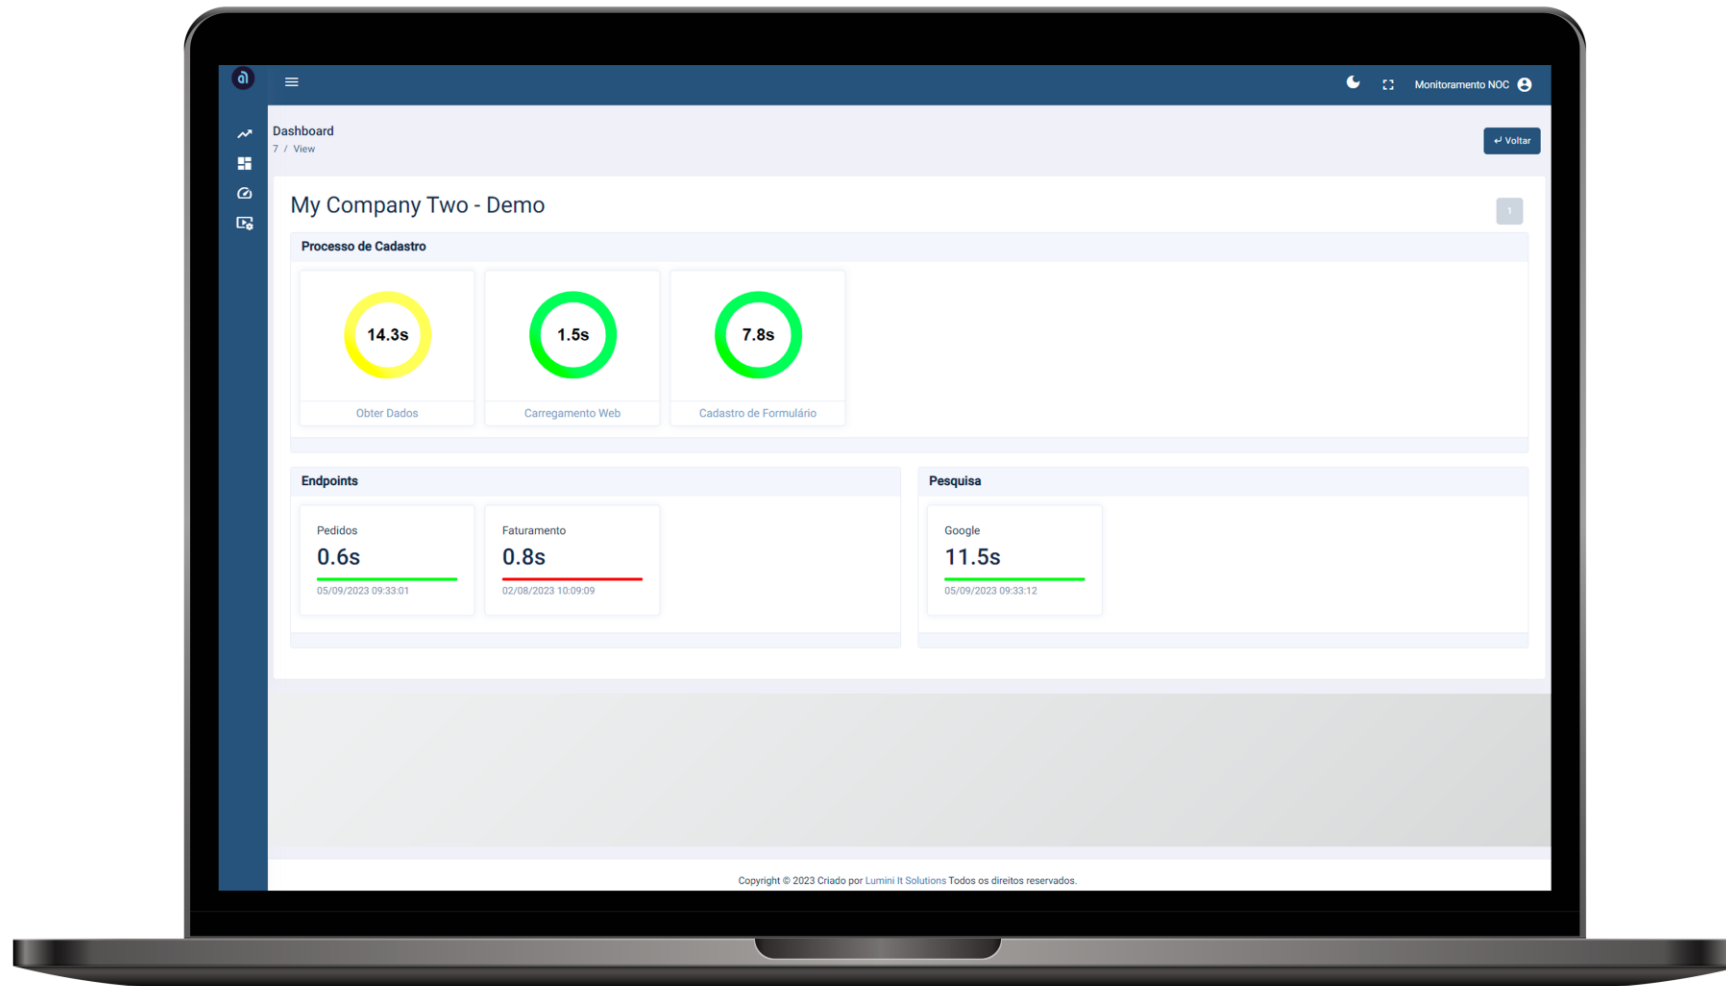 Monitoramento NOC
Dashboard
7 / View
Voltar
My Company Two - Demo
1
Processo de Cadastro
14.3s
1.5s
7.8s
Obter Dados
Carregamento Web
Cadastro de Formulário
Endpoints
Pesquisa
Pedidos
0.6s
05/09/2023 09:33:01
Faturamento
0.8s
02/08/2023 10:09:09
Google
11.5s
05/09/2023 09:33:12
Copyright © 2023 Criado por Lumini It Solutions Todos os direitos reservados.